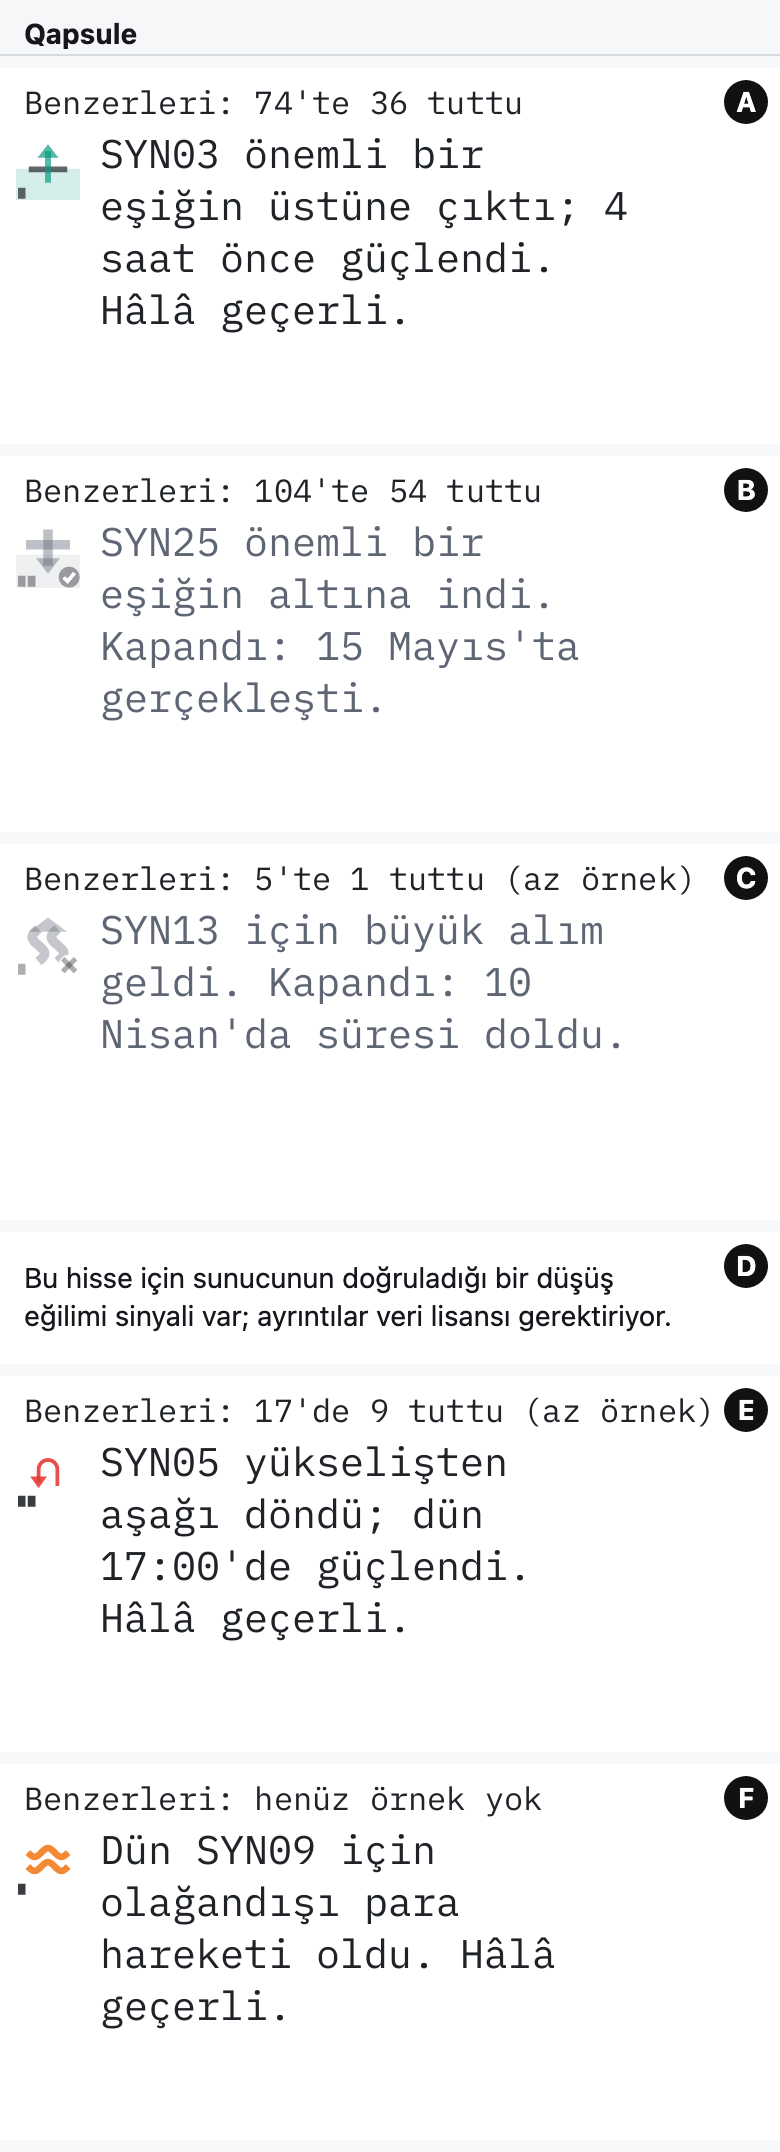 Qapsule
Benzerleri: 74'te 36 tuttu
A
SYN03 önemli bir
eşiğin üstüne çıktı; 4
saat önce güçlendi.
Hâlâ geçerli.
Benzerleri: 104'te 54 tuttu
B
SYN25 önemli bir
eşiğin altına indi.
Kapandı: 15 Mayıs'ta
gerçekleşti.
Benzerleri: 5'te 1 tuttu (az örnek)
C
SYN13 için büyük alım
geldi. Kapandı: 10
Nisan'da süresi doldu.
D
Bu hisse için sunucunun doğruladığı bir düşüş
eğilimi sinyali var; ayrıntılar veri lisansı gerektiriyor.
Benzerleri: 17'de 9 tuttu (az örnek)
E
SYN05 yükselişten
aşağı döndü; dün
17:00'de güçlendi.
Hâlâ geçerli.
Benzerleri: henüz örnek yok
F
Dün SYN09 için
olağandışı para
hareketi oldu. Hâlâ
geçerli.